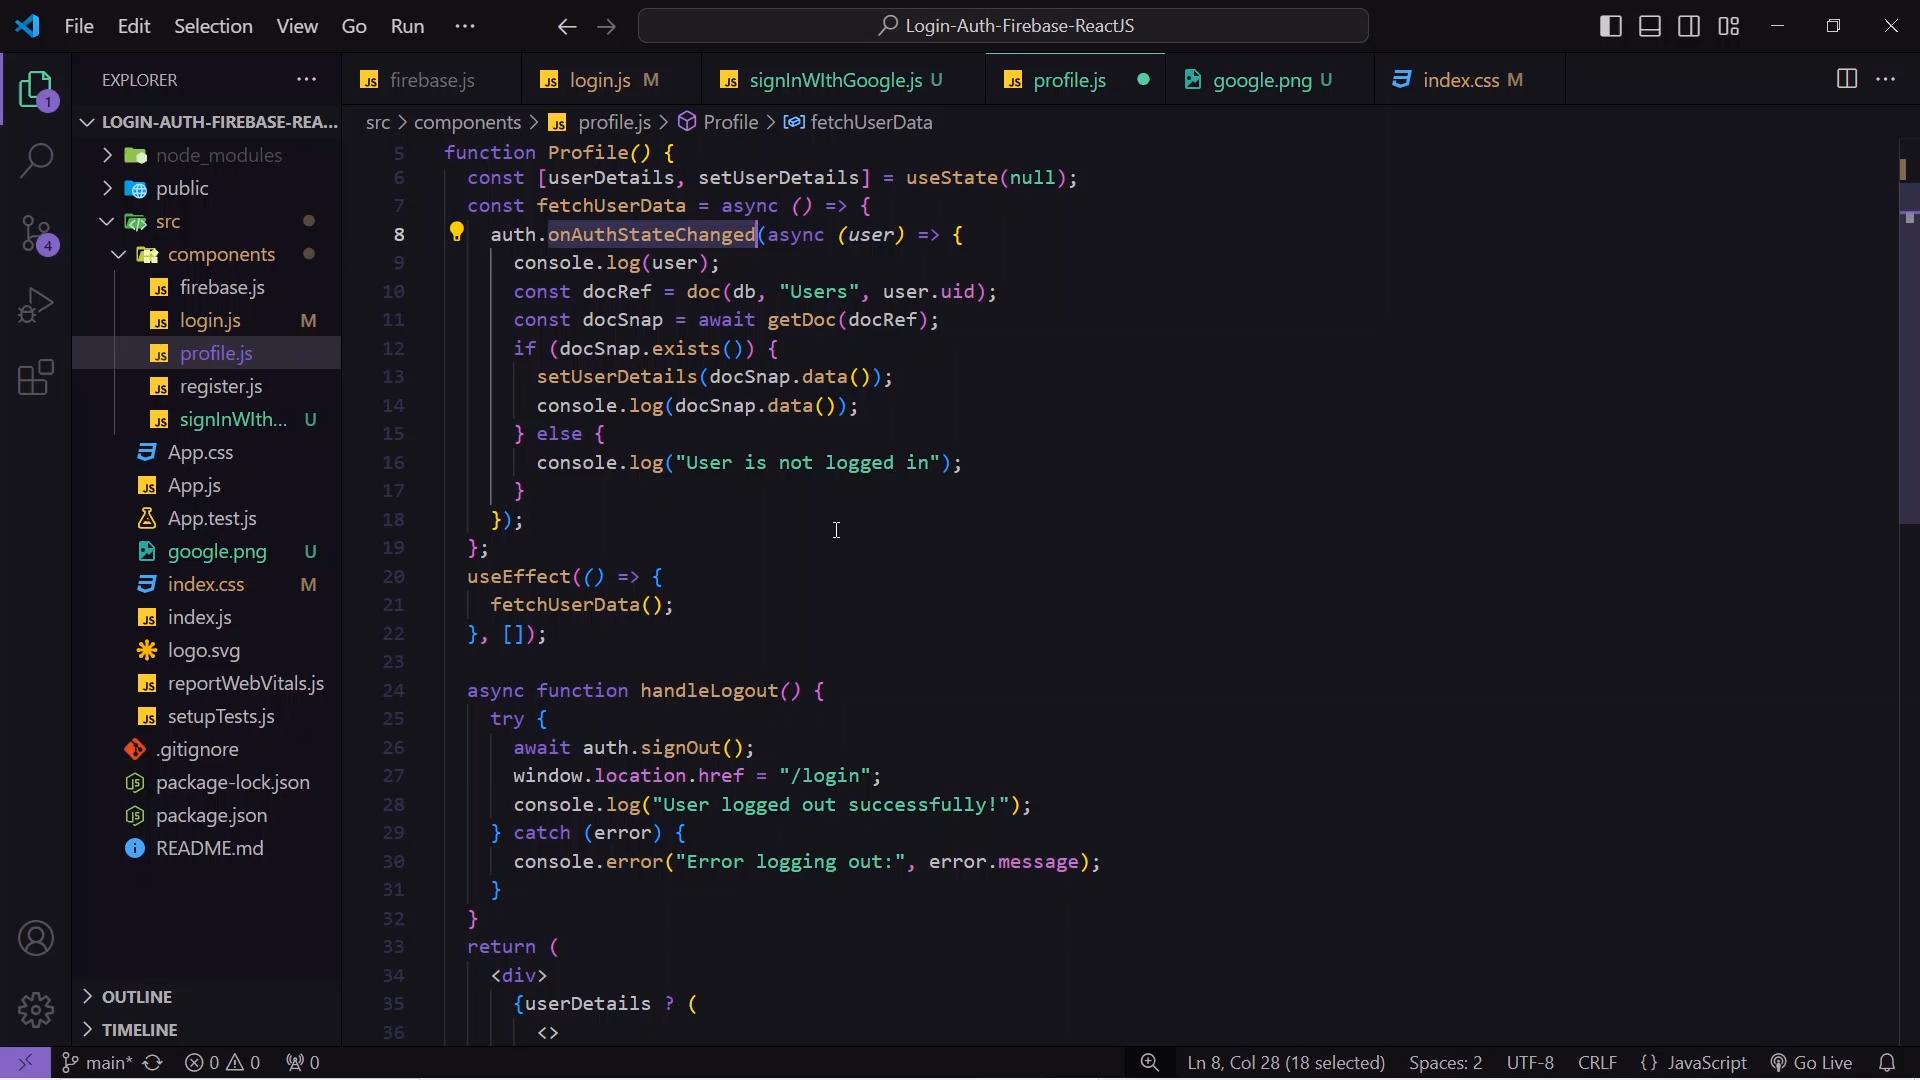 File Edit Selection View Go Run ··· Login-Auth-Firebase-ReactJS
EXPLORER ···
LOGIN-AUTH-FIREBASE-REA...
node_modules
public
src
components
firebase.js
login.js M
profile.js
register.js
signInWIth... U
App.css
App.js
App.test.js
google.png U
index.css M
index.js
logo.svg
reportWebVitals.js
setupTests.js
.gitignore
package-lock.json
package.json
README.md
OUTLINE
TIMELINE
1
4
firebase.js login.js M signInWIthGoogle.js U profile.js google.png U index.css M
src > components > profile.js > Profile > fetchUserData
5 function Profile() {
6 const [userDetails, setUserDetails] = useState(null);
7 const fetchUserData = async () => {
8 auth.onAuthStateChanged(async (user) => {
9 console.log(user);
10 const docRef = doc(db, "Users", user.uid);
11 const docSnap = await getDoc(docRef);
12 if (docSnap.exists()) {
13 setUserDetails(docSnap.data());
14 console.log(docSnap.data());
15 } else {
16 console.log("User is not logged in");
17 }
18 });
19 };
20 useEffect(() => {
21 fetchUserData();
22 }, []);
23
24 async function handleLogout() {
25 try {
26 await auth.signOut();
27 window.location.href = "/login";
28 console.log("User logged out successfully!");
29 } catch (error) {
30 console.error("Error logging out:", error.message);
31 }
32 }
33 return (
34 <div>
35 {userDetails ? (
36 <>
main* 0 0 0 Ln 8, Col 28 (18 selected) Spaces: 2 UTF-8 CRLF {} JavaScript Go Live